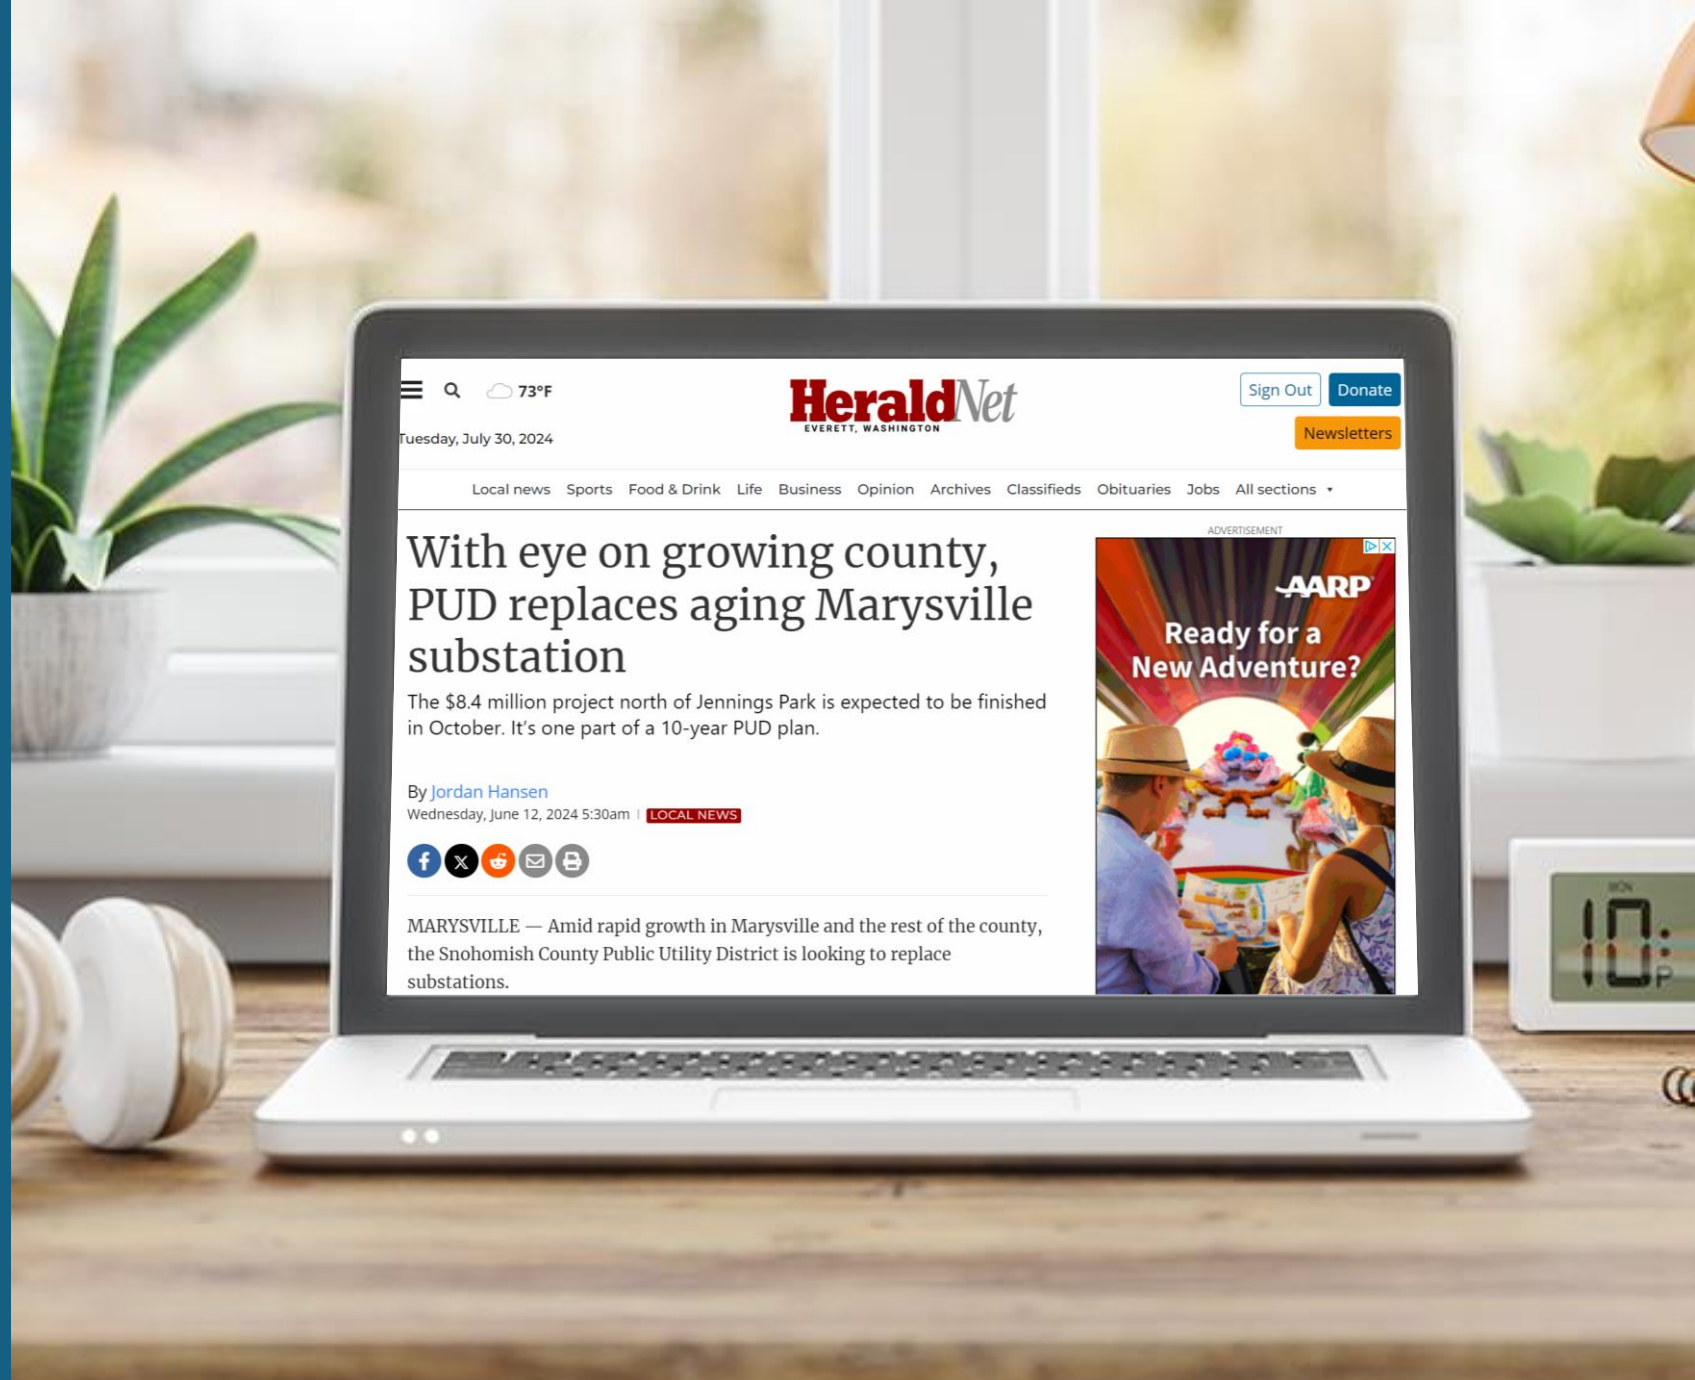 73°F
Tuesday, July 30, 2024
HeraldNet
EVERETT, WASHINGTON
Sign Out Donate
Newsletters
Local news Sports Food & Drink Life Business Opinion Archives Classifieds Obituaries Jobs All sections
With eye on growing county,
PUD replaces aging Marysville
substation
The $8.4 million project north of Jennings Park is expected to be finished
in October. It's one part of a 10-year PUD plan.
By Jordan Hansen
Wednesday, June 12, 2024 5:30am | LOCAL NEWS
MARYSVILLE — Amid rapid growth in Marysville and the rest of the county,
the Snohomish County Public Utility District is looking to replace
substations.
ADVERTISEMENT
AARP
Ready for a
New Adventure?
MON
10:
P